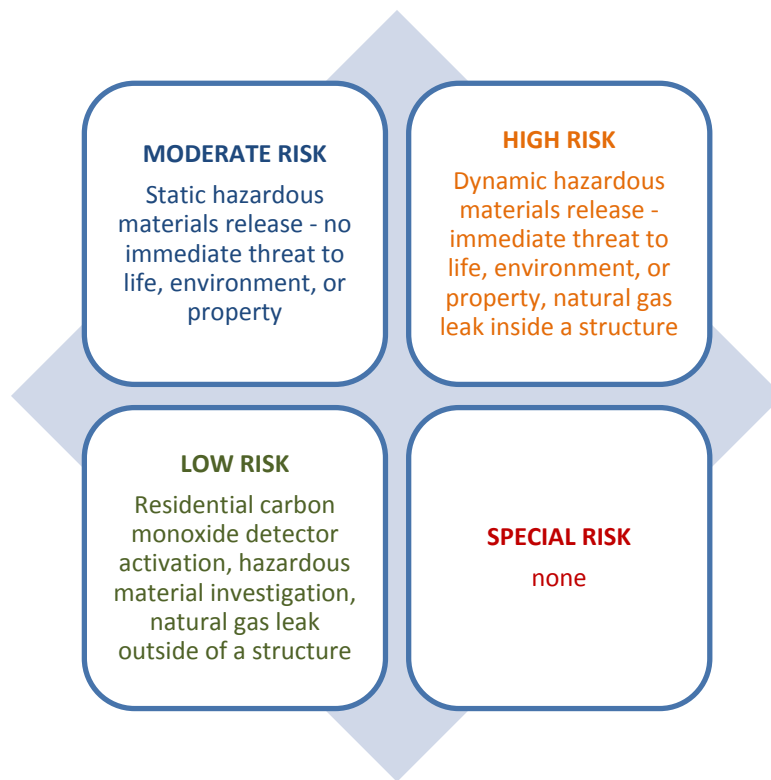 MODERATE RISK
Static hazardous
materials release - no
immediate threat to
life, environment, or
property
HIGH RISK
Dynamic hazardous
materials release -
immediate threat to
life, environment, or
property, natural gas
leak inside a structure
LOW RISK
Residential carbon
monoxide detector
activation, hazardous
material investigation,
natural gas leak
outside of a structure
SPECIAL RISK
none